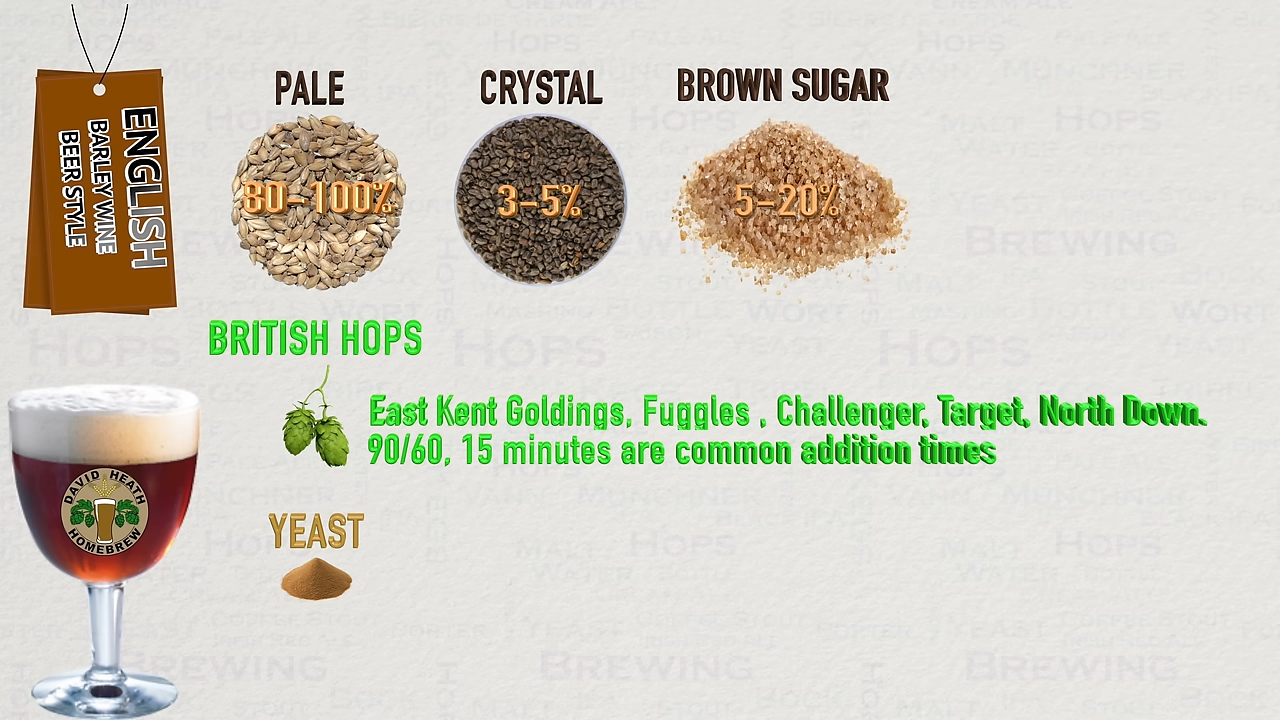 ENGLISH
BARLEY WINE
BEER STYLE
PALE
CRYSTAL
BROWN SUGAR
80-100%
3-5%
5-20%
BRITISH HOPS
East Kent Goldings, Fuggles , Challenger, Target, North Down.
90/60, 15 minutes are common addition times
DAVID HEATH
HOMEBREW
YEAST